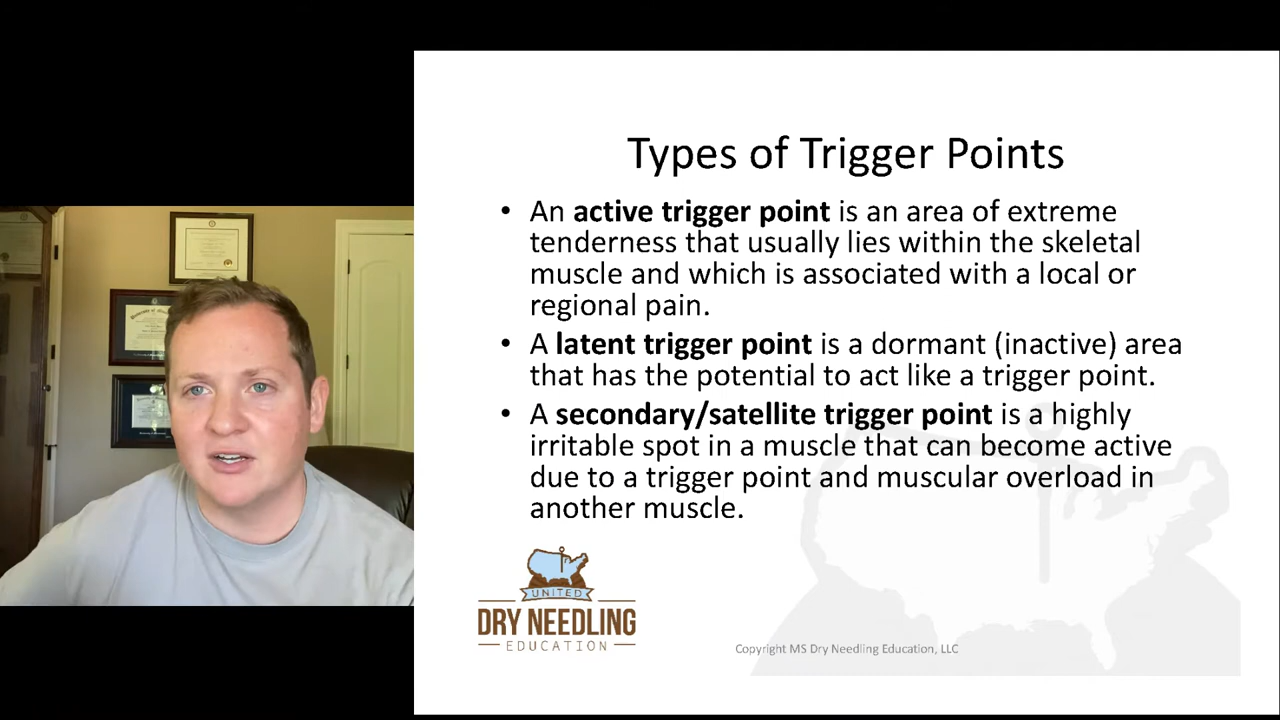 Types of Trigger Points
• An active trigger point is an area of extreme
tenderness that usually lies within the skeletal
muscle and which is associated with a local or
regional pain.
• A latent trigger point is a dormant (inactive) area
that has the potential to act like a trigger point.
• A secondary/satellite trigger point is a highly
irritable spot in a muscle that can become active
due to a trigger point and muscular overload in
another muscle.
UNITED
DRY NEEDLING
EDUCATION
Copyright MS Dry Needling Education, LLC